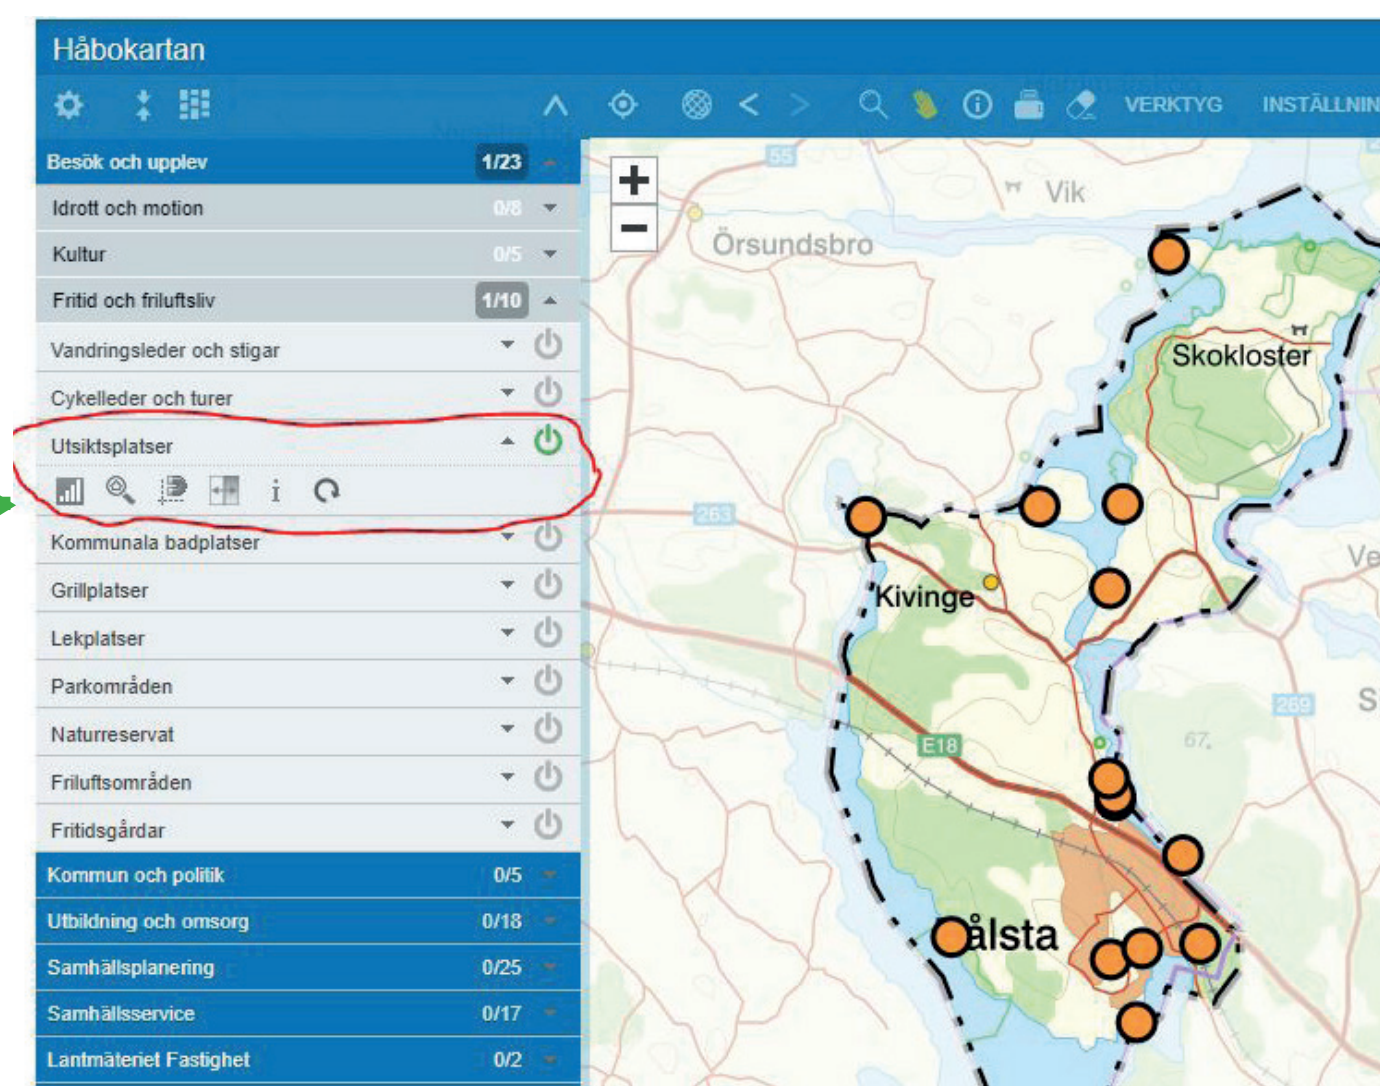 Håbokartan
VERKTYG INSTÄLLNIN
Besök och upplev 1/23
Idrott och motion 0/8
Kultur 0/5
Fritid och friluftsliv 1/10
Vandringsleder och stigar
Cykelleder och turer
Utsiktsplatser
Kommunala badplatser
Grillplatser
Lekplatser
Parkområden
Naturreservat
Friluftsområden
Fritidsgårdar
Kommun och politik 0/5
Utbildning och omsorg 0/18
Samhällsplanering 0/25
Samhällsservice 0/17
Lantmäteriet Fastighet 0/2
55
Vik
Örsundsbro
Skokloster
263
Ve
Kivinge
269
S
67.
E18
ålsta